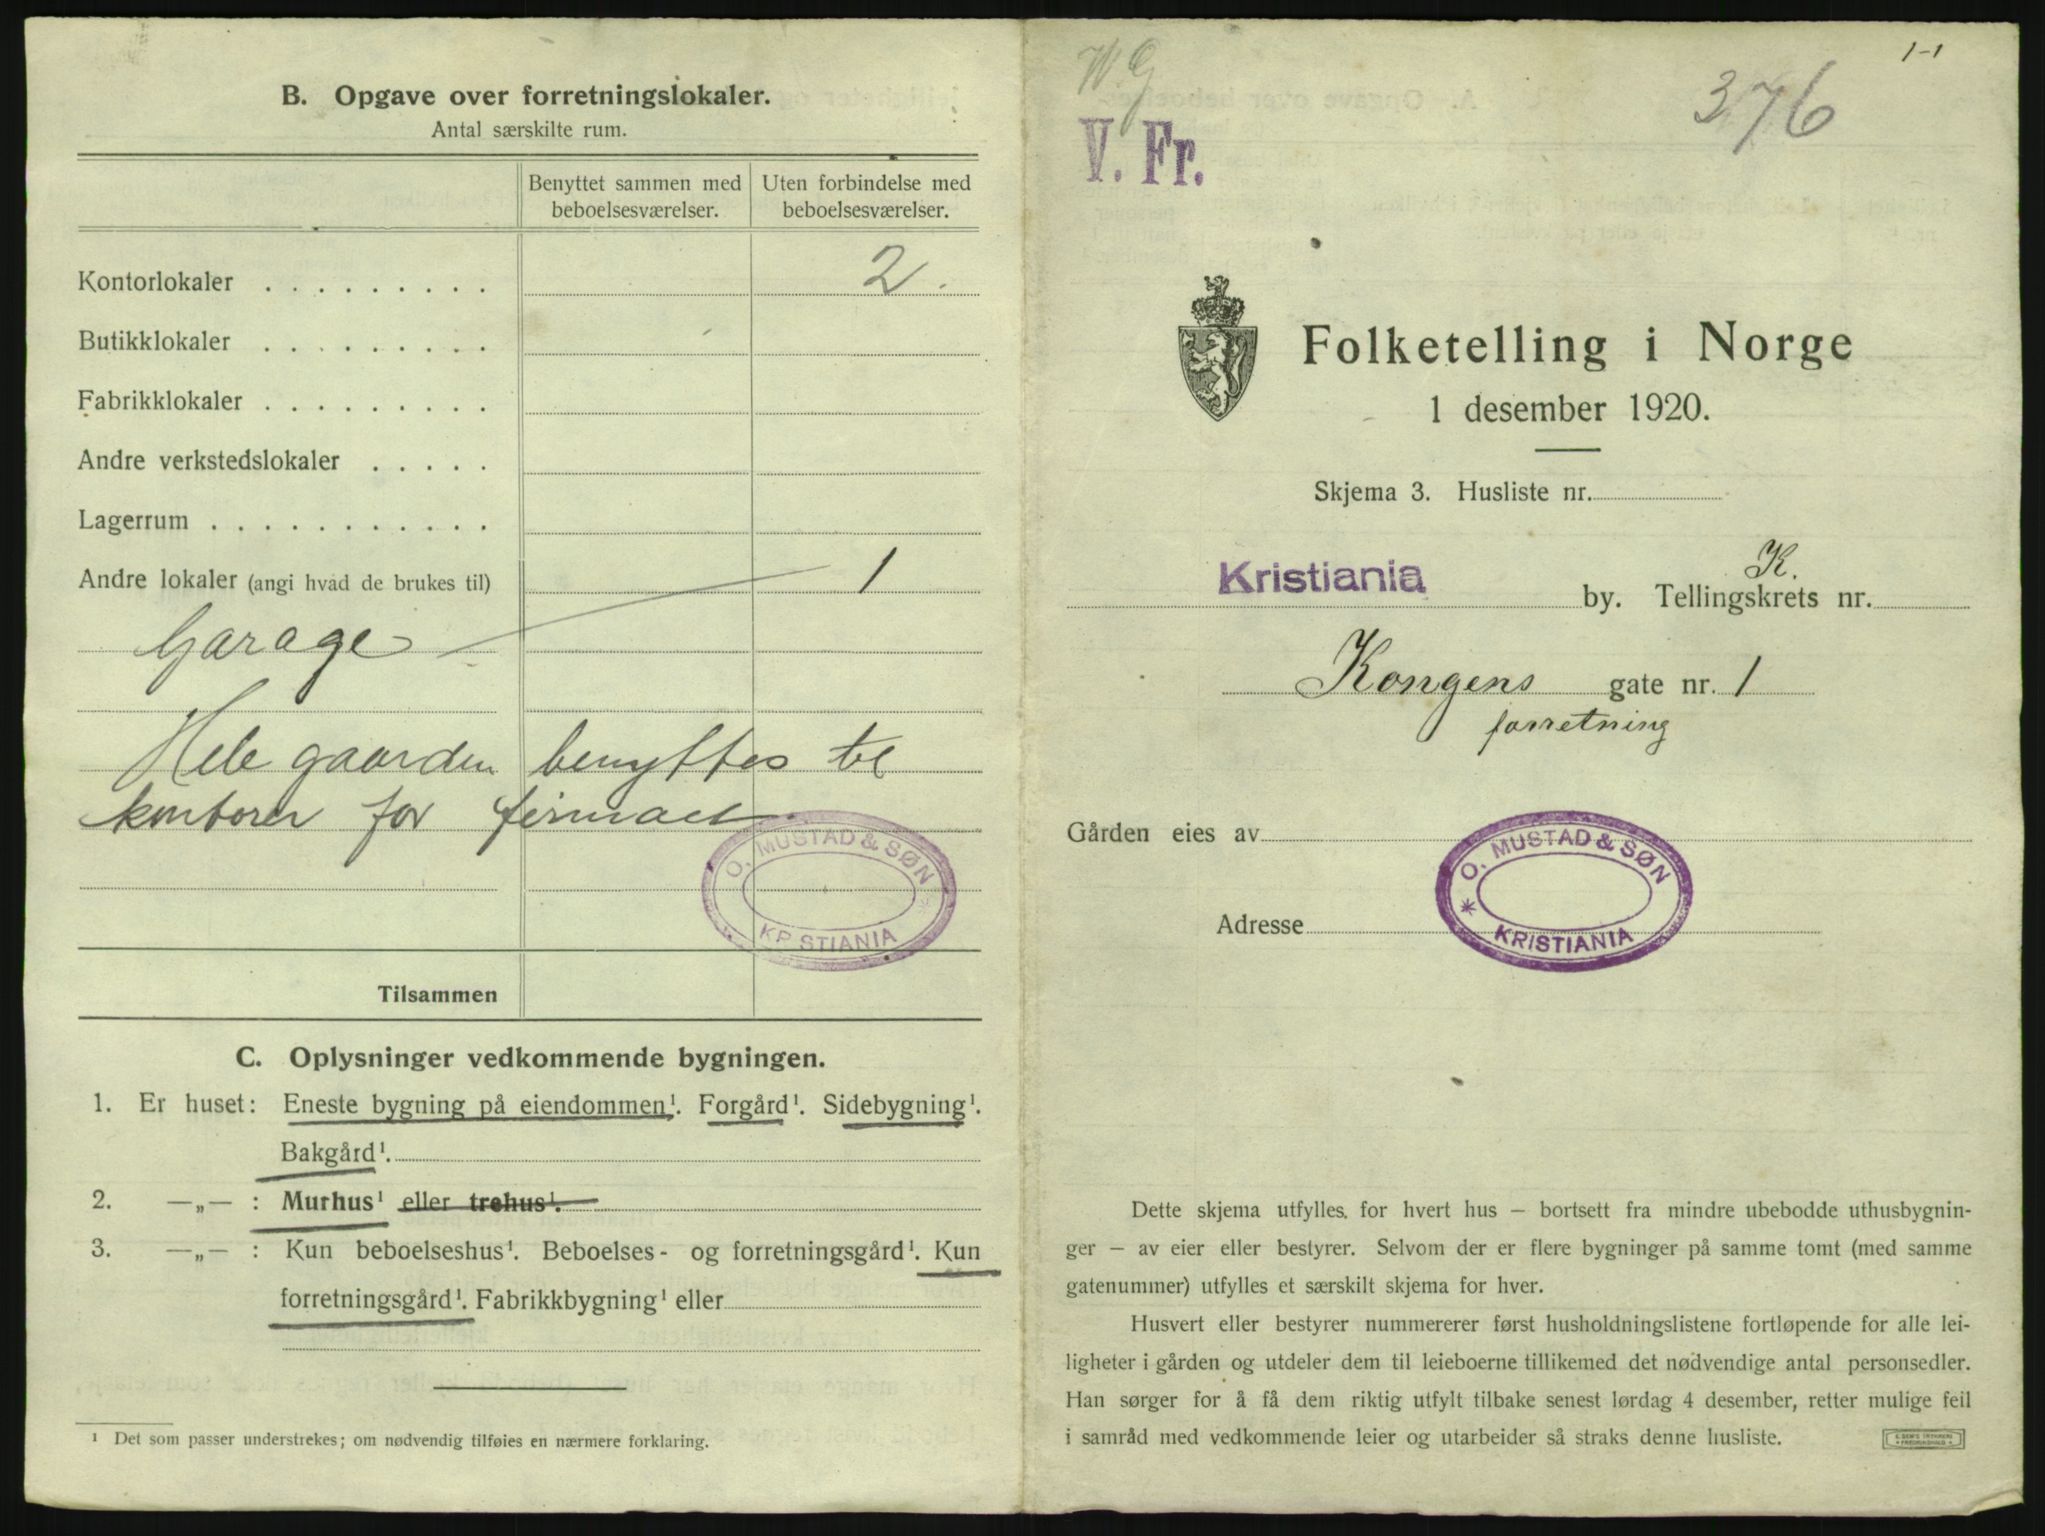 B. Opgave over forretningslokaler.
Antal særskilte rum.
Benyttet sammen med beboelsesværelser.
Uten forbindelse med beboelsesværelser.
Kontorlokaler . . . . . . . . . 2.
Butikklokaler . . . . . . . . .
Fabrikklokaler . . . . . . . . .
Andre verkstedslokaler . . . . .
Lagerrum . . . . . . . . . . . .
Andre lokaler (angi hvad de brukes til) 1
Garage
Hele gaarden benyttes til
kontorer for firmaet
O. MUSTAD & SØN
KRISTIANIA
Tilsammen
C. Oplysninger vedkommende bygningen.
1. Er huset: Eneste bygning på eiendommen¹. Forgård¹. Sidebygning¹.
Bakgård¹.
2. —„— : Murhus¹ eller trehus¹.
3. —„— : Kun beboelseshus¹. Beboelses- og forretningsgård¹. Kun
forretningsgård¹. Fabrikkbygning¹ eller
¹ Det som passer understrekes; om nødvendig tilføies en nærmere forklaring.
1-1
W. G
376
V. Fr.
Folketelling i Norge
1 desember 1920.
Skjema 3. Husliste nr.
K.
Kristiania by. Tellingskrets nr.
Kongens gate nr. 1
forretning
Gården eies av
O. MUSTAD & SØN
KRISTIANIA
Adresse
Dette skjema utfylles for hvert hus — bortsett fra mindre ubebodde uthusbygnin-
ger — av eier eller bestyrer. Selvom der er flere bygninger på samme tomt (med samme
gatenummer) utfylles et særskilt skjema for hver.
Husvert eller bestyrer nummererer først husholdningslistene fortløpende for alle lei-
ligheter i gården og utdeler dem til leieboerne tillikemed det nødvendige antal personsedler.
Han sørger for å få dem riktig utfylt tilbake senest lørdag 4 desember, retter mulige feil
i samråd med vedkommende leier og utarbeider så straks denne husliste.